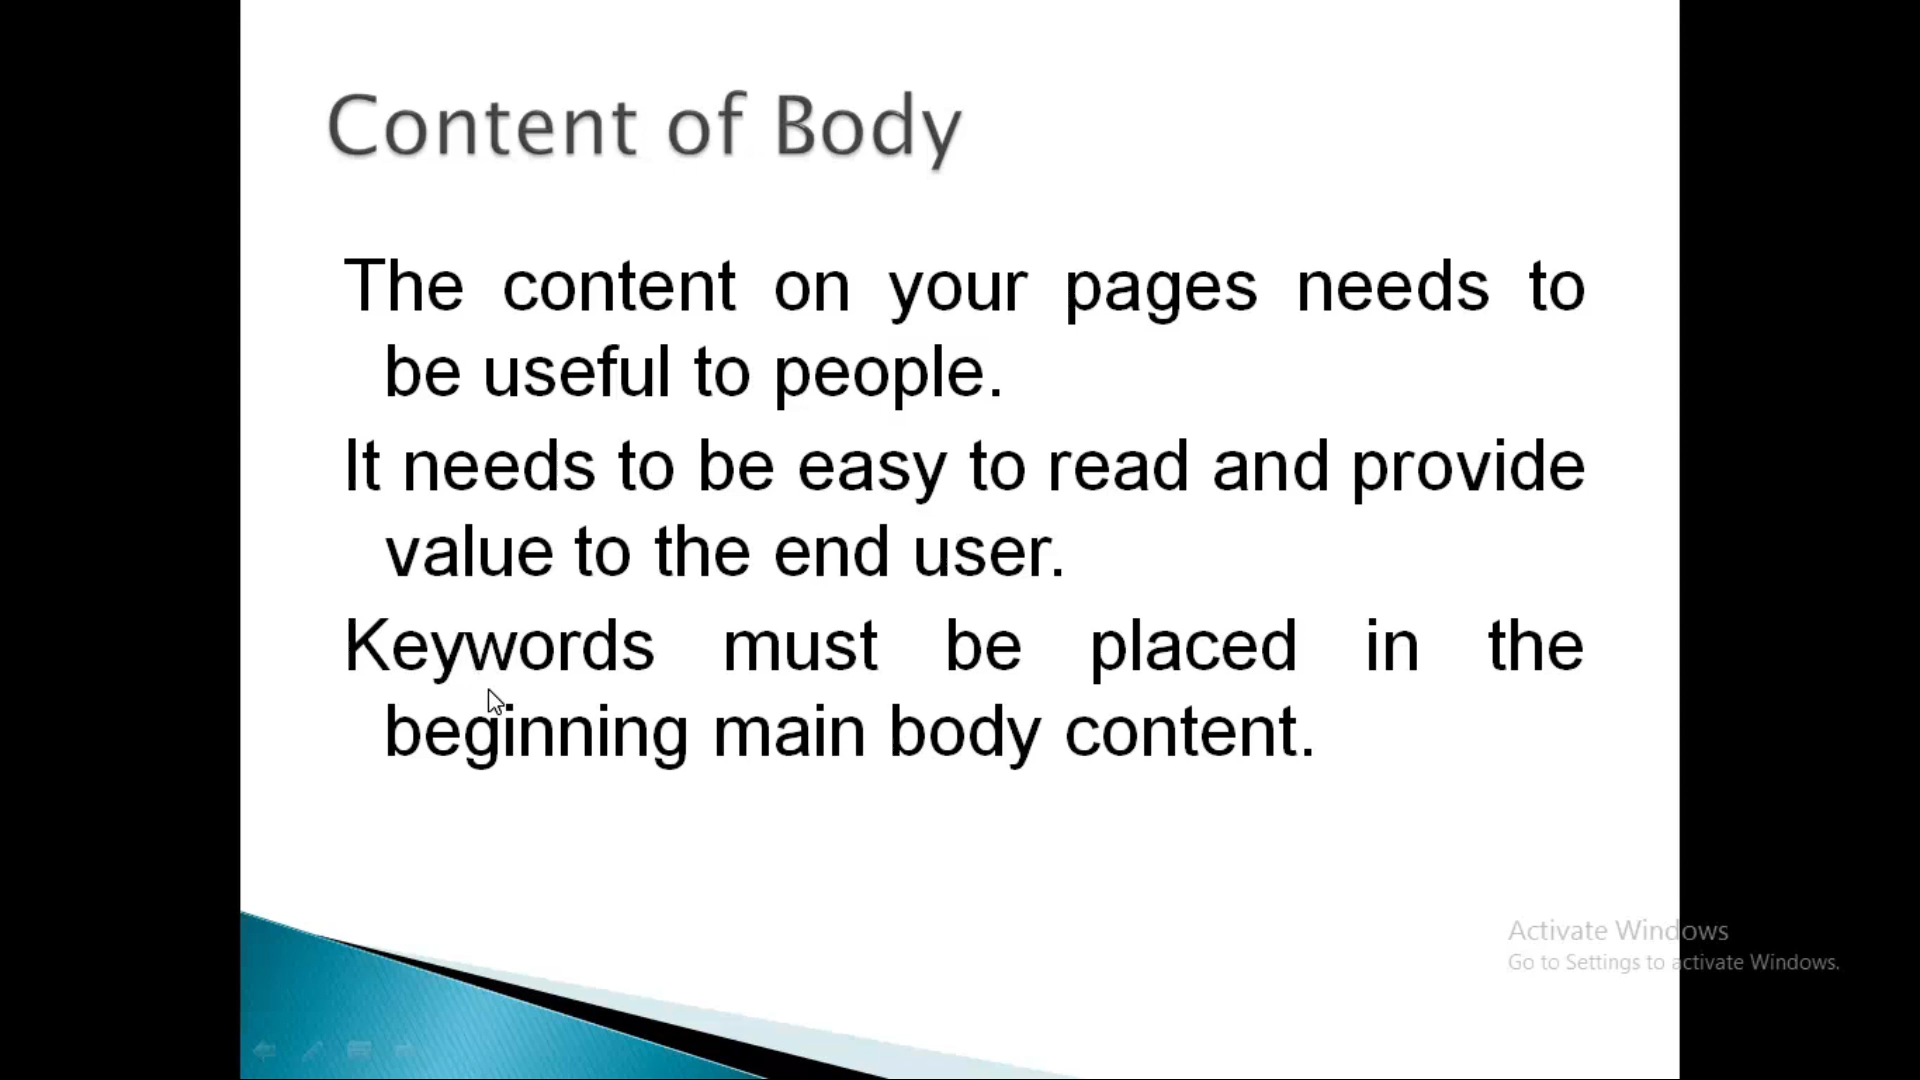 Content of Body
The content on your pages needs to
be useful to people.
It needs to be easy to read and provide
value to the end user.
Keywords must be placed in the
beginning main body content.
Activate Windows
Go to Settings to activate Windows.